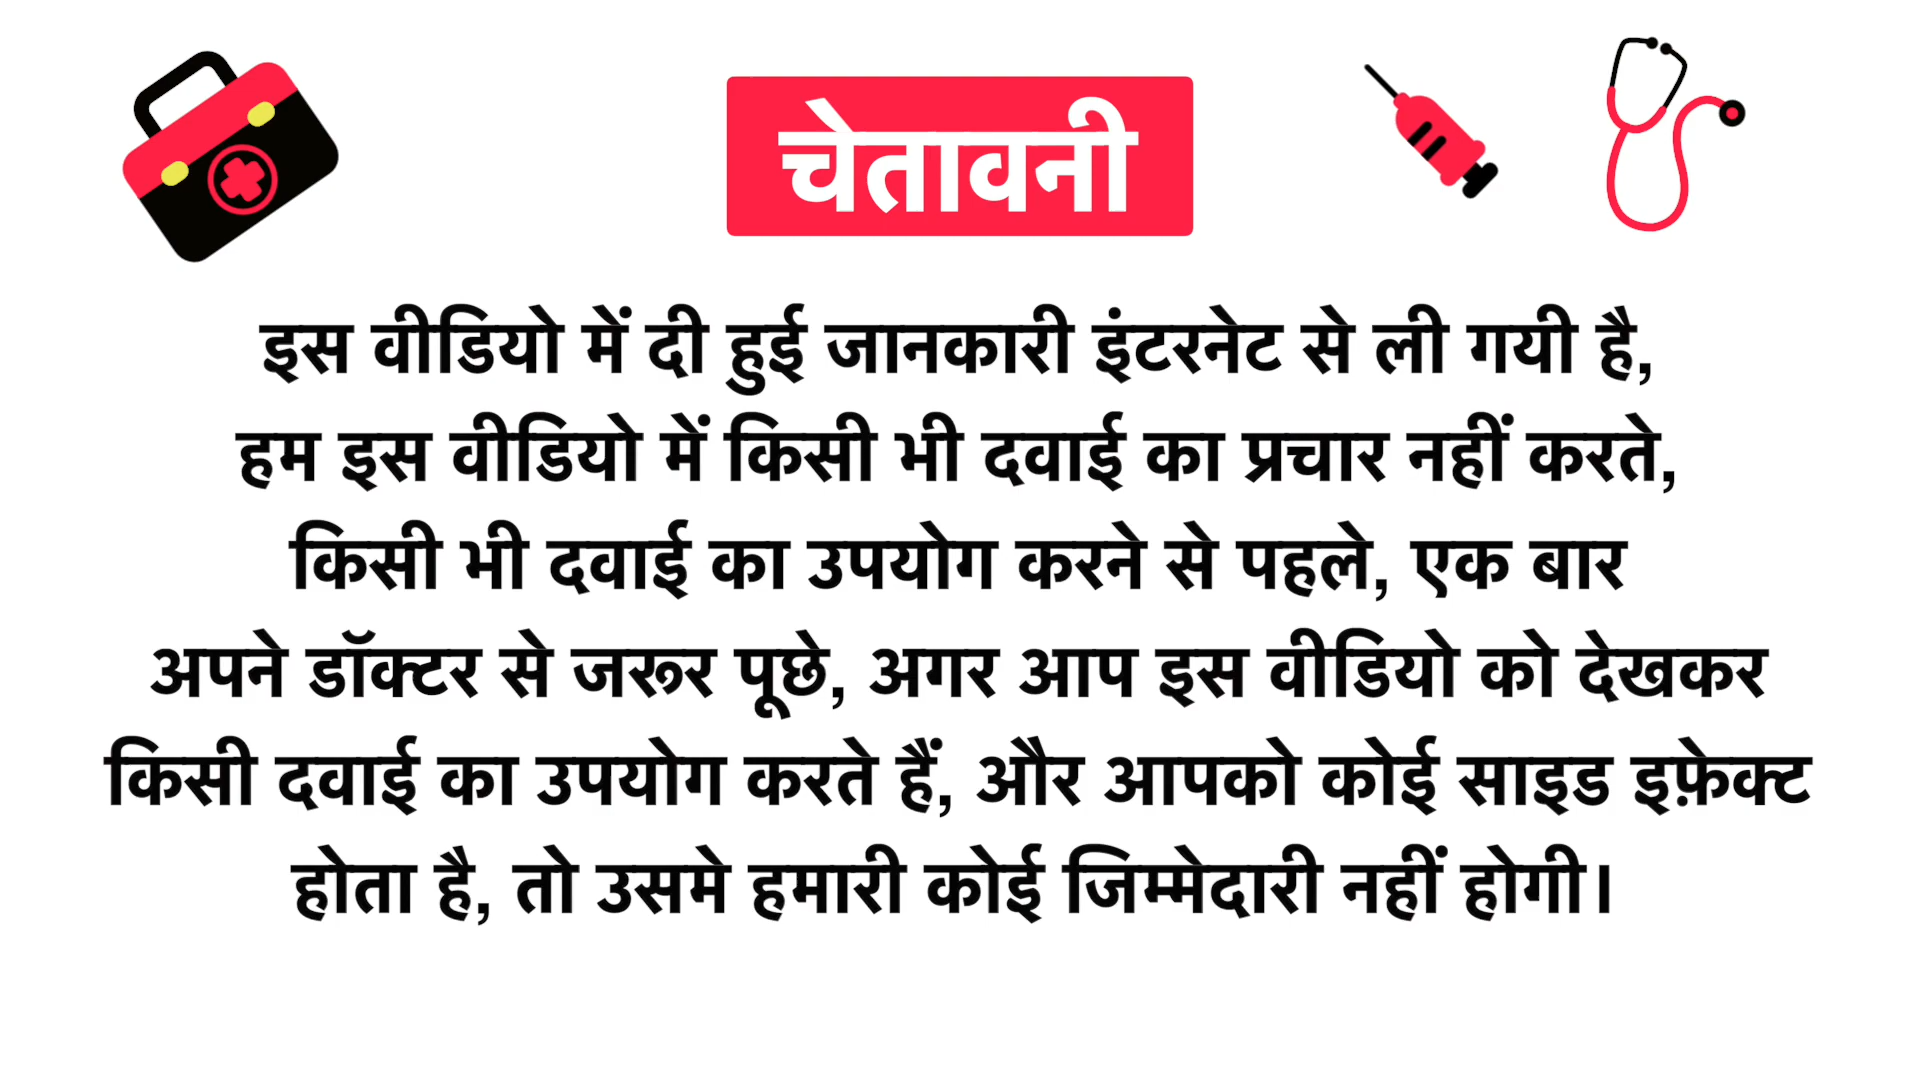 चेतावनी
इस वीडियो में दी हुई जानकारी इंटरनेट से ली गयी है,
हम इस वीडियो में किसी भी दवाई का प्रचार नहीं करते,
किसी भी दवाई का उपयोग करने से पहले, एक बार
अपने डॉक्टर से जरूर पूछे, अगर आप इस वीडियो को देखकर
किसी दवाई का उपयोग करते हैं, और आपको कोई साइड इफ़ेक्ट
होता है, तो उसमे हमारी कोई जिम्मेदारी नहीं होगी।